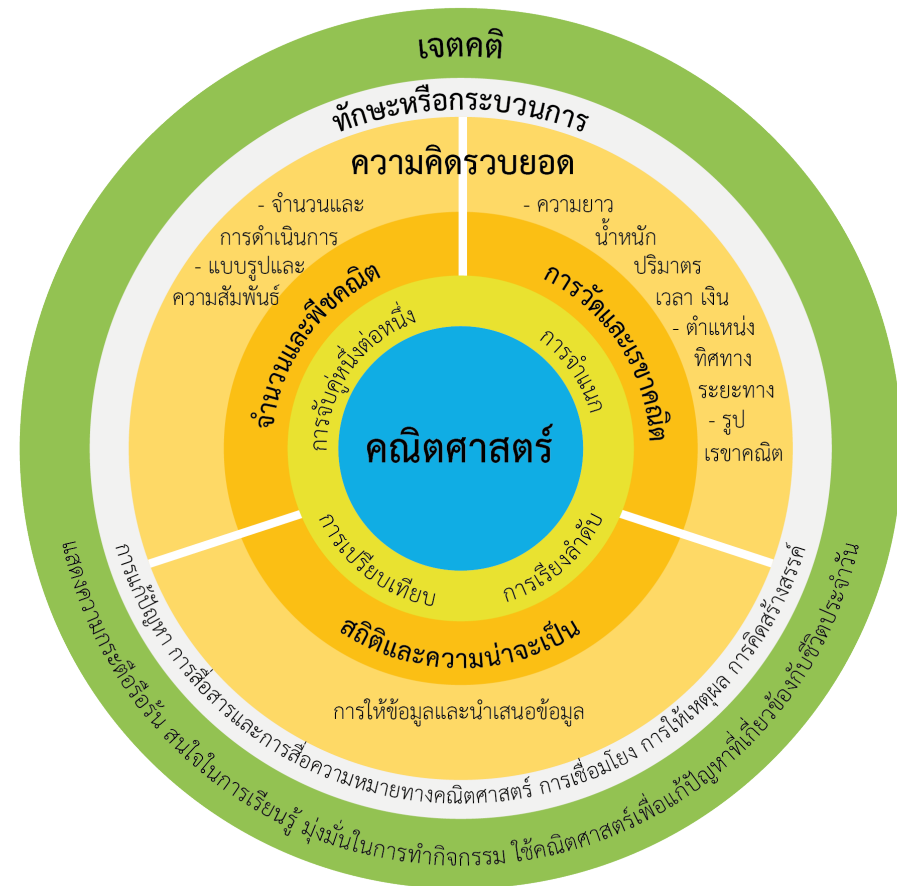 เจตคติ
ทักษะหรือกระบวนการ
ความคิดรวบยอด
- จำนวนและ
การดำเนินการ
- แบบรูปและ
ความสัมพันธ์
- ความยาว
น้ำหนัก
ปริมาตร
เวลา เงิน
- ตำแหน่ง
ทิศทาง
ระยะทาง
- รูป
เรขาคณิต
จำนวนและพีชคณิต
การวัดและเรขาคณิต
การจับคู่หนึ่งต่อหนึ่ง
การจำแนก
คณิตศาสตร์
การเปรียบเทียบ
การเรียงลำดับ
สถิติและความน่าจะเป็น
การให้ข้อมูลและนำเสนอข้อมูล
การแก้ปัญหา การสื่อสารและการสื่อความหมายทางคณิตศาสตร์ การเชื่อมโยง การให้เหตุผล การคิดสร้างสรรค์
แสดงความกระตือรือร้น สนใจในการเรียนรู้ มุ่งมั่นในการทำกิจกรรม ใช้คณิตศาสตร์เพื่อแก้ปัญหาที่เกี่ยวข้องกับชีวิตประจำวัน